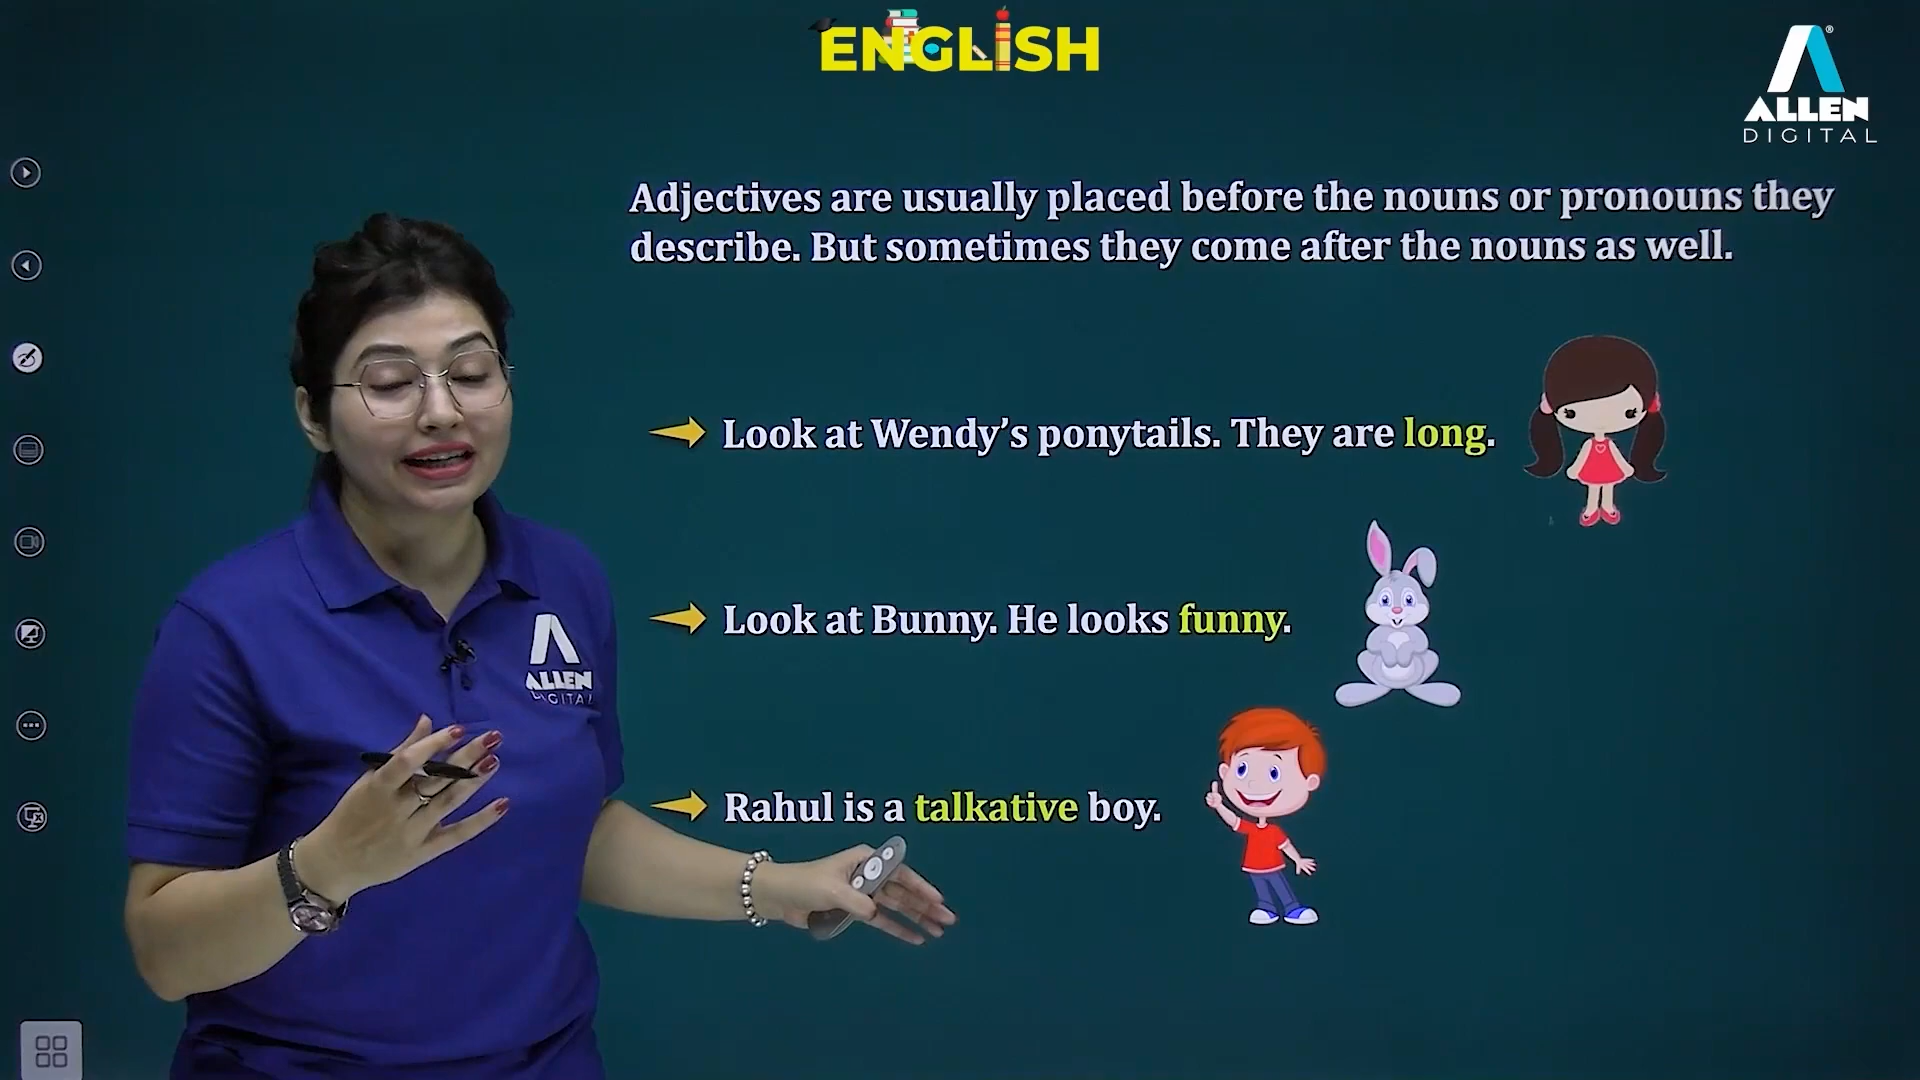 ENGLISH
ALLEN
DIGITAL
Adjectives are usually placed before the nouns or pronouns they
describe. But sometimes they come after the nouns as well.
Look at Wendy’s ponytails. They are long.
Look at Bunny. He looks funny.
Rahul is a talkative boy.
ALLEN
DIGITAL